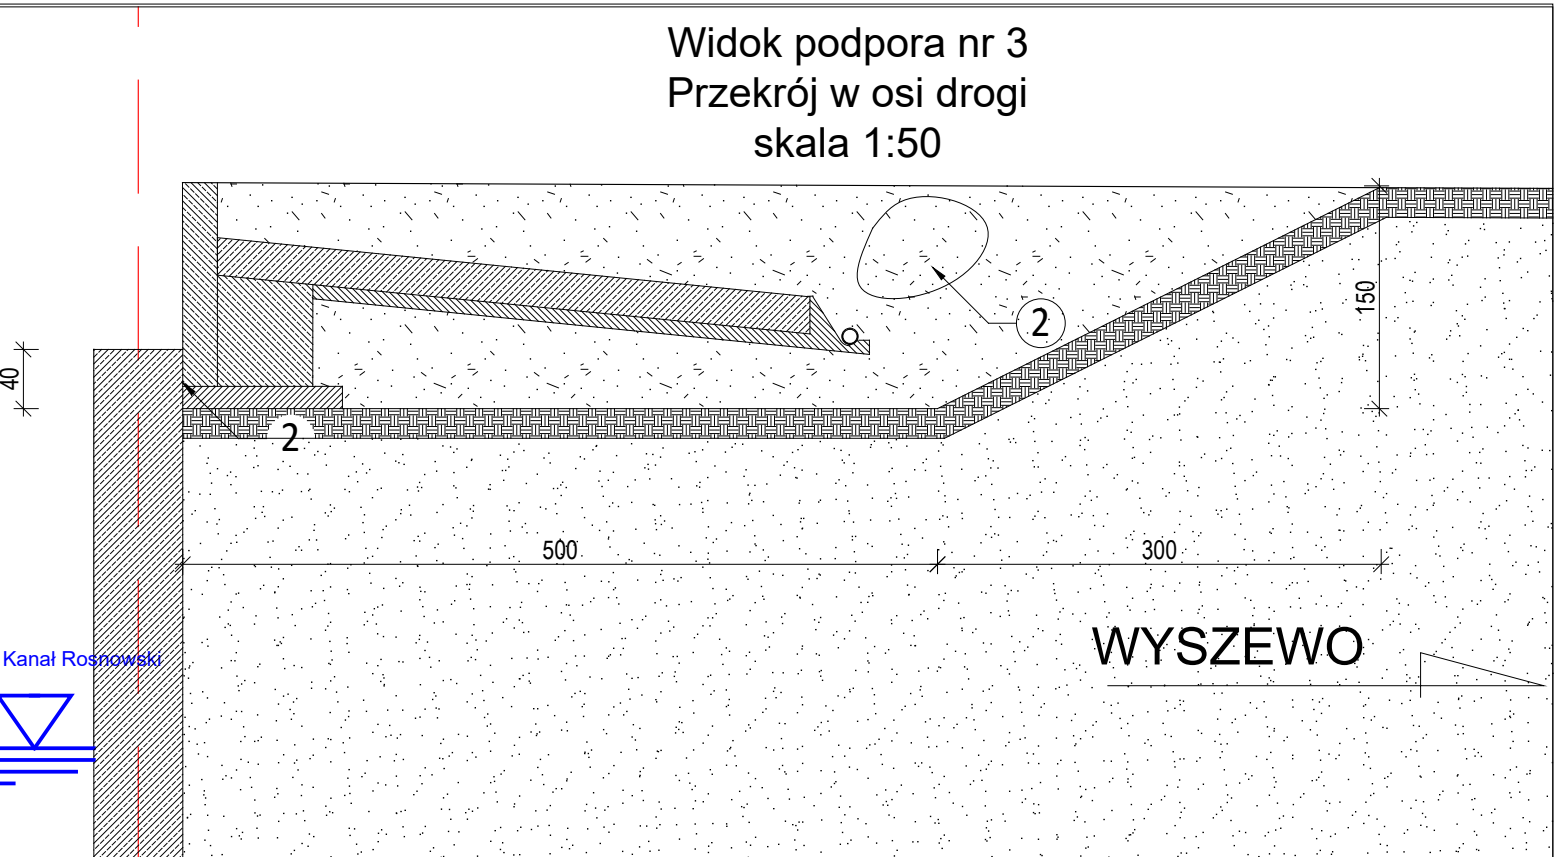 Widok podpora nr 3
Przekrój w osi drogi
skala 1:50
150
2
40
2
500
300
WYSZEWO
Kanał Rosnowski